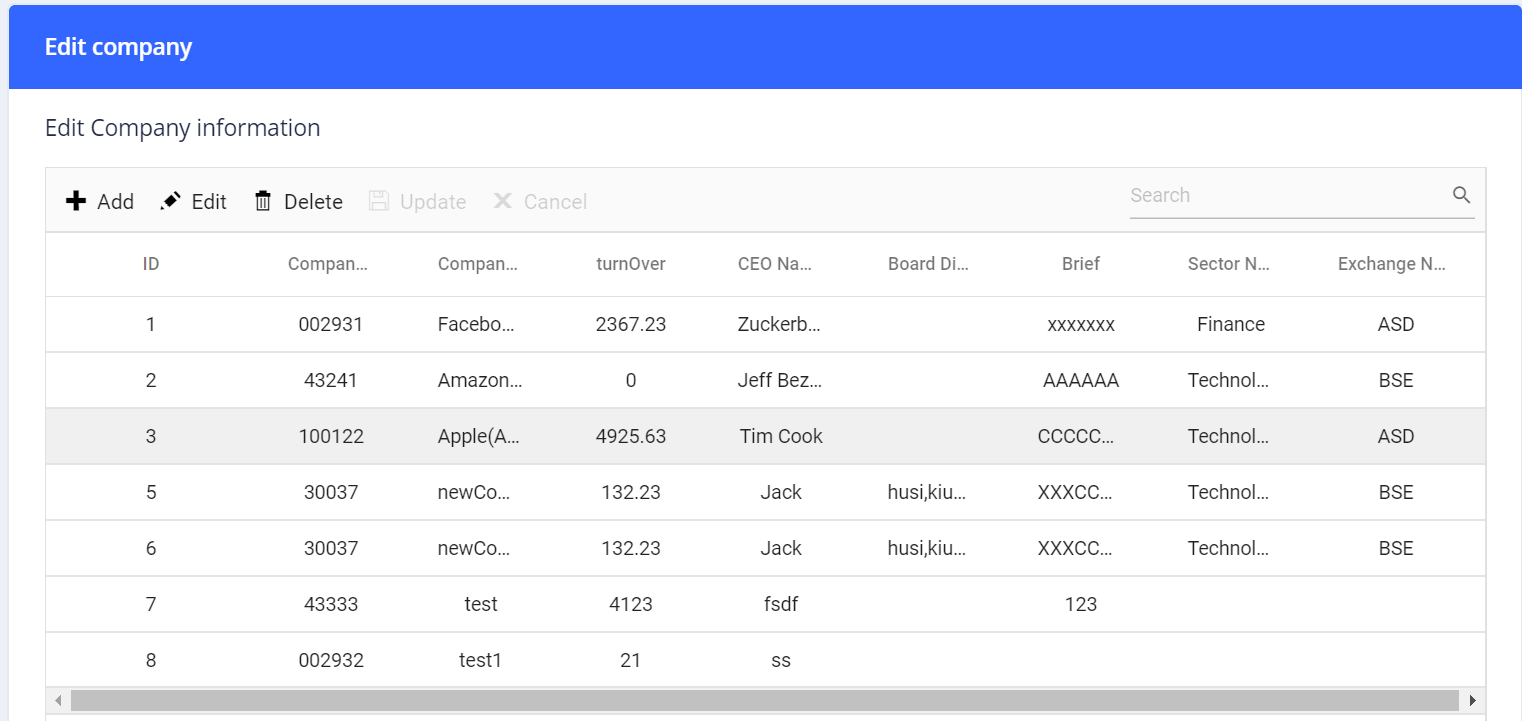 Edit company
Edit Company information
Add Edit Delete Update Cancel Search
ID Compan... Compan... turnOver CEO Na... Board Di... Brief Sector N... Exchange N...
1 002931 Facebo... 2367.23 Zuckerb... xxxxxxx Finance ASD
2 43241 Amazon... 0 Jeff Bez... AAAAAA Technol... BSE
3 100122 Apple(A... 4925.63 Tim Cook CCCCC... Technol... ASD
5 30037 newCo... 132.23 Jack husi,kiu... XXXCC... Technol... BSE
6 30037 newCo... 132.23 Jack husi,kiu... XXXCC... Technol... BSE
7 43333 test 4123 fsdf 123
8 002932 test1 21 ss